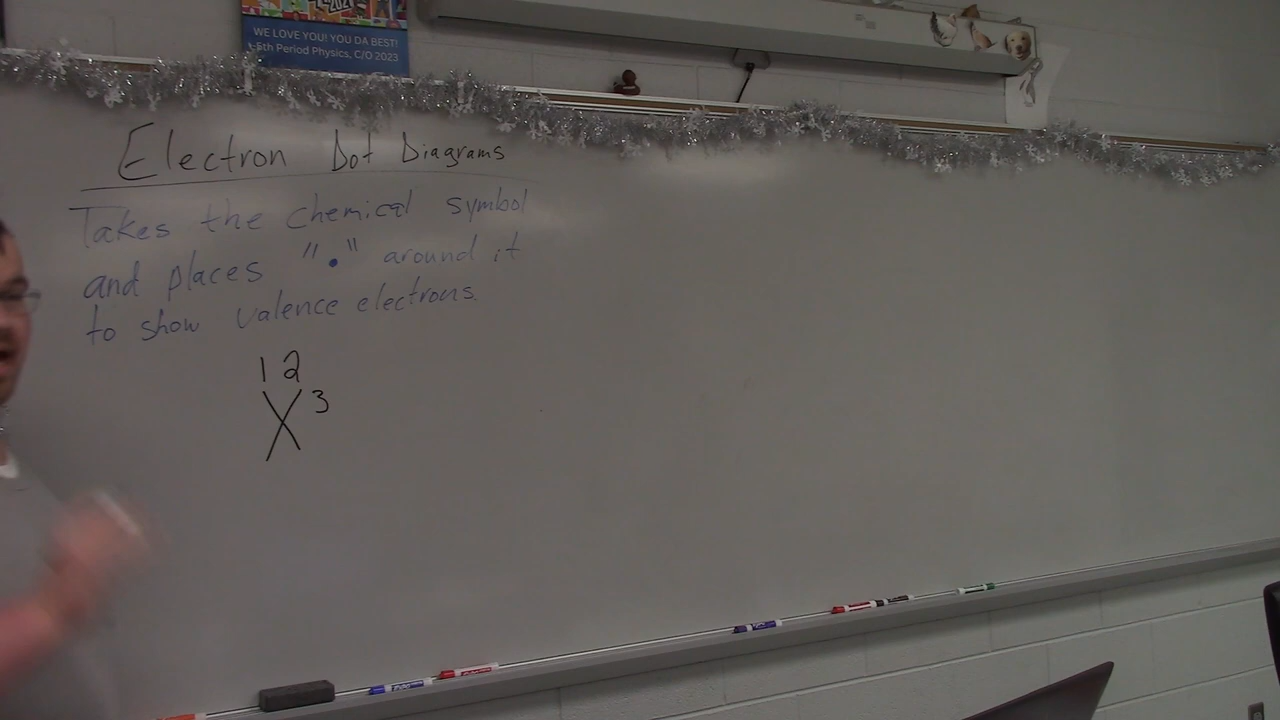 WE LOVE YOU! YOU DA BEST!
-5th Period Physics, C/O 2023
Electron Dot Diagrams
Takes the chemical symbol
and places "." around it
to show valence electrons.
1 2
X 3